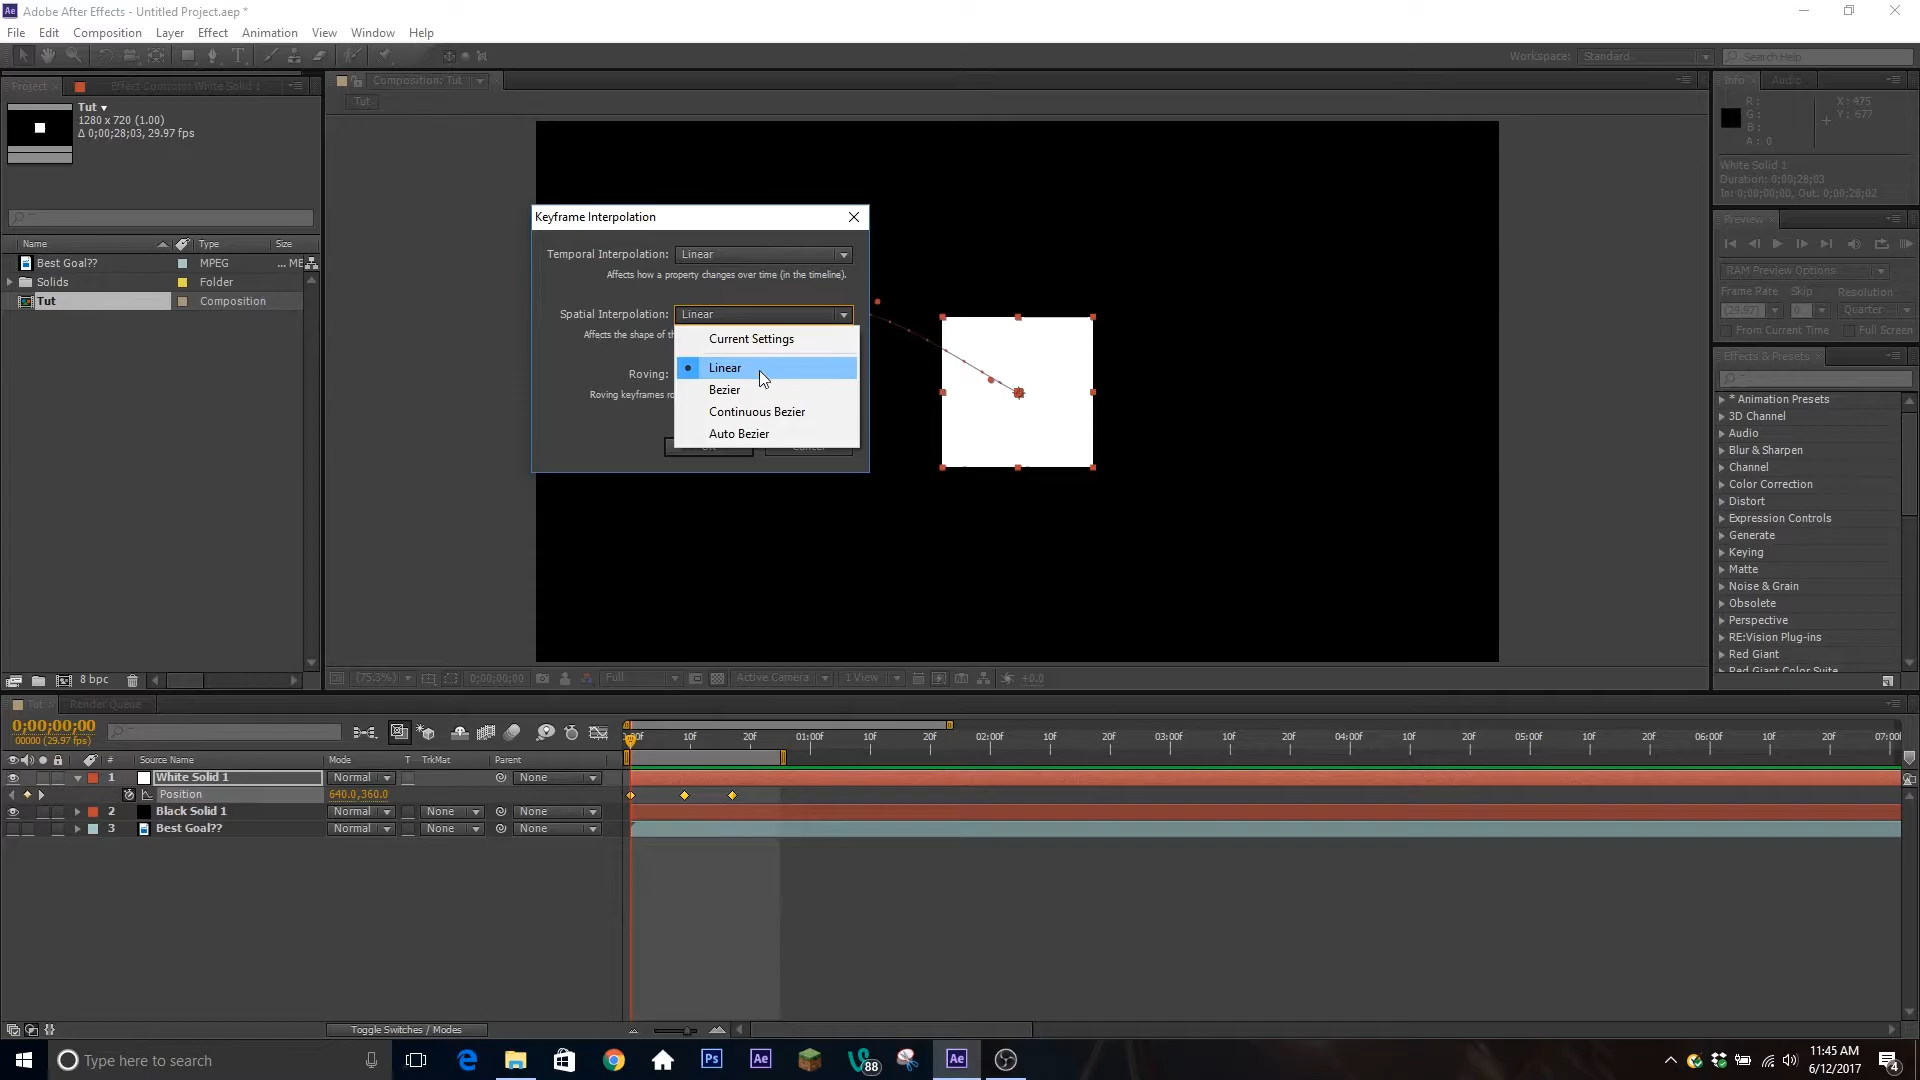 Ae Adobe After Effects - Untitled Project.aep *
File Edit Composition Layer Effect Animation View Window Help
Workspace: Standard Search Help
Project Effect Controls: White Solid 1
Composition: Tut
Info Audio
Tut
Tut
1280 x 720 (1.00)
Δ 0;00;28;03, 29.97 fps
R :
G :
B :
A : 0
X : 475
Y : 677
White Solid 1
Duration: 0;00;28;03
In: 0;00;00;00, Out: 0;00;28;02
Preview
RAM Preview Options
Frame Rate Skip Resolution
(29.97) 0 Quarter
From Current Time Full Screen
Name Type Size
Best Goal?? MPEG ... ME
Solids Folder
Tut Composition
Keyframe Interpolation
Temporal Interpolation: Linear
Affects how a property changes over time (in the timeline).
Spatial Interpolation: Linear
Affects the shape of th
Roving:
Roving keyframes ro
Current Settings
Linear
Bezier
Continuous Bezier
Auto Bezier
Effects & Presets
* Animation Presets
3D Channel
Audio
Blur & Sharpen
Channel
Color Correction
Distort
Expression Controls
Generate
Keying
Matte
Noise & Grain
Obsolete
Perspective
RE:Vision Plug-ins
Red Giant
Red Giant Color Suite
8 bpc
(75.3%) 0;00;00;00 Full Active Camera 1 View +0.0
Tut Render Queue
0;00;00;00
00000 (29.97 fps)
10f 20f 01:00f 10f 20f 02:00f 10f 20f 03:00f 10f 20f 04:00f 10f 20f 05:00f 10f 20f 06:00f 10f 20f 07:00
# Source Name Mode T TrkMat Parent
1 White Solid 1 Normal None
Position 640.0,360.0
2 Black Solid 1 Normal None None
3 Best Goal?? Normal None None
Toggle Switches / Modes
Type here to search
Ps Ae 88 Ae
11:45 AM
6/12/2017
4